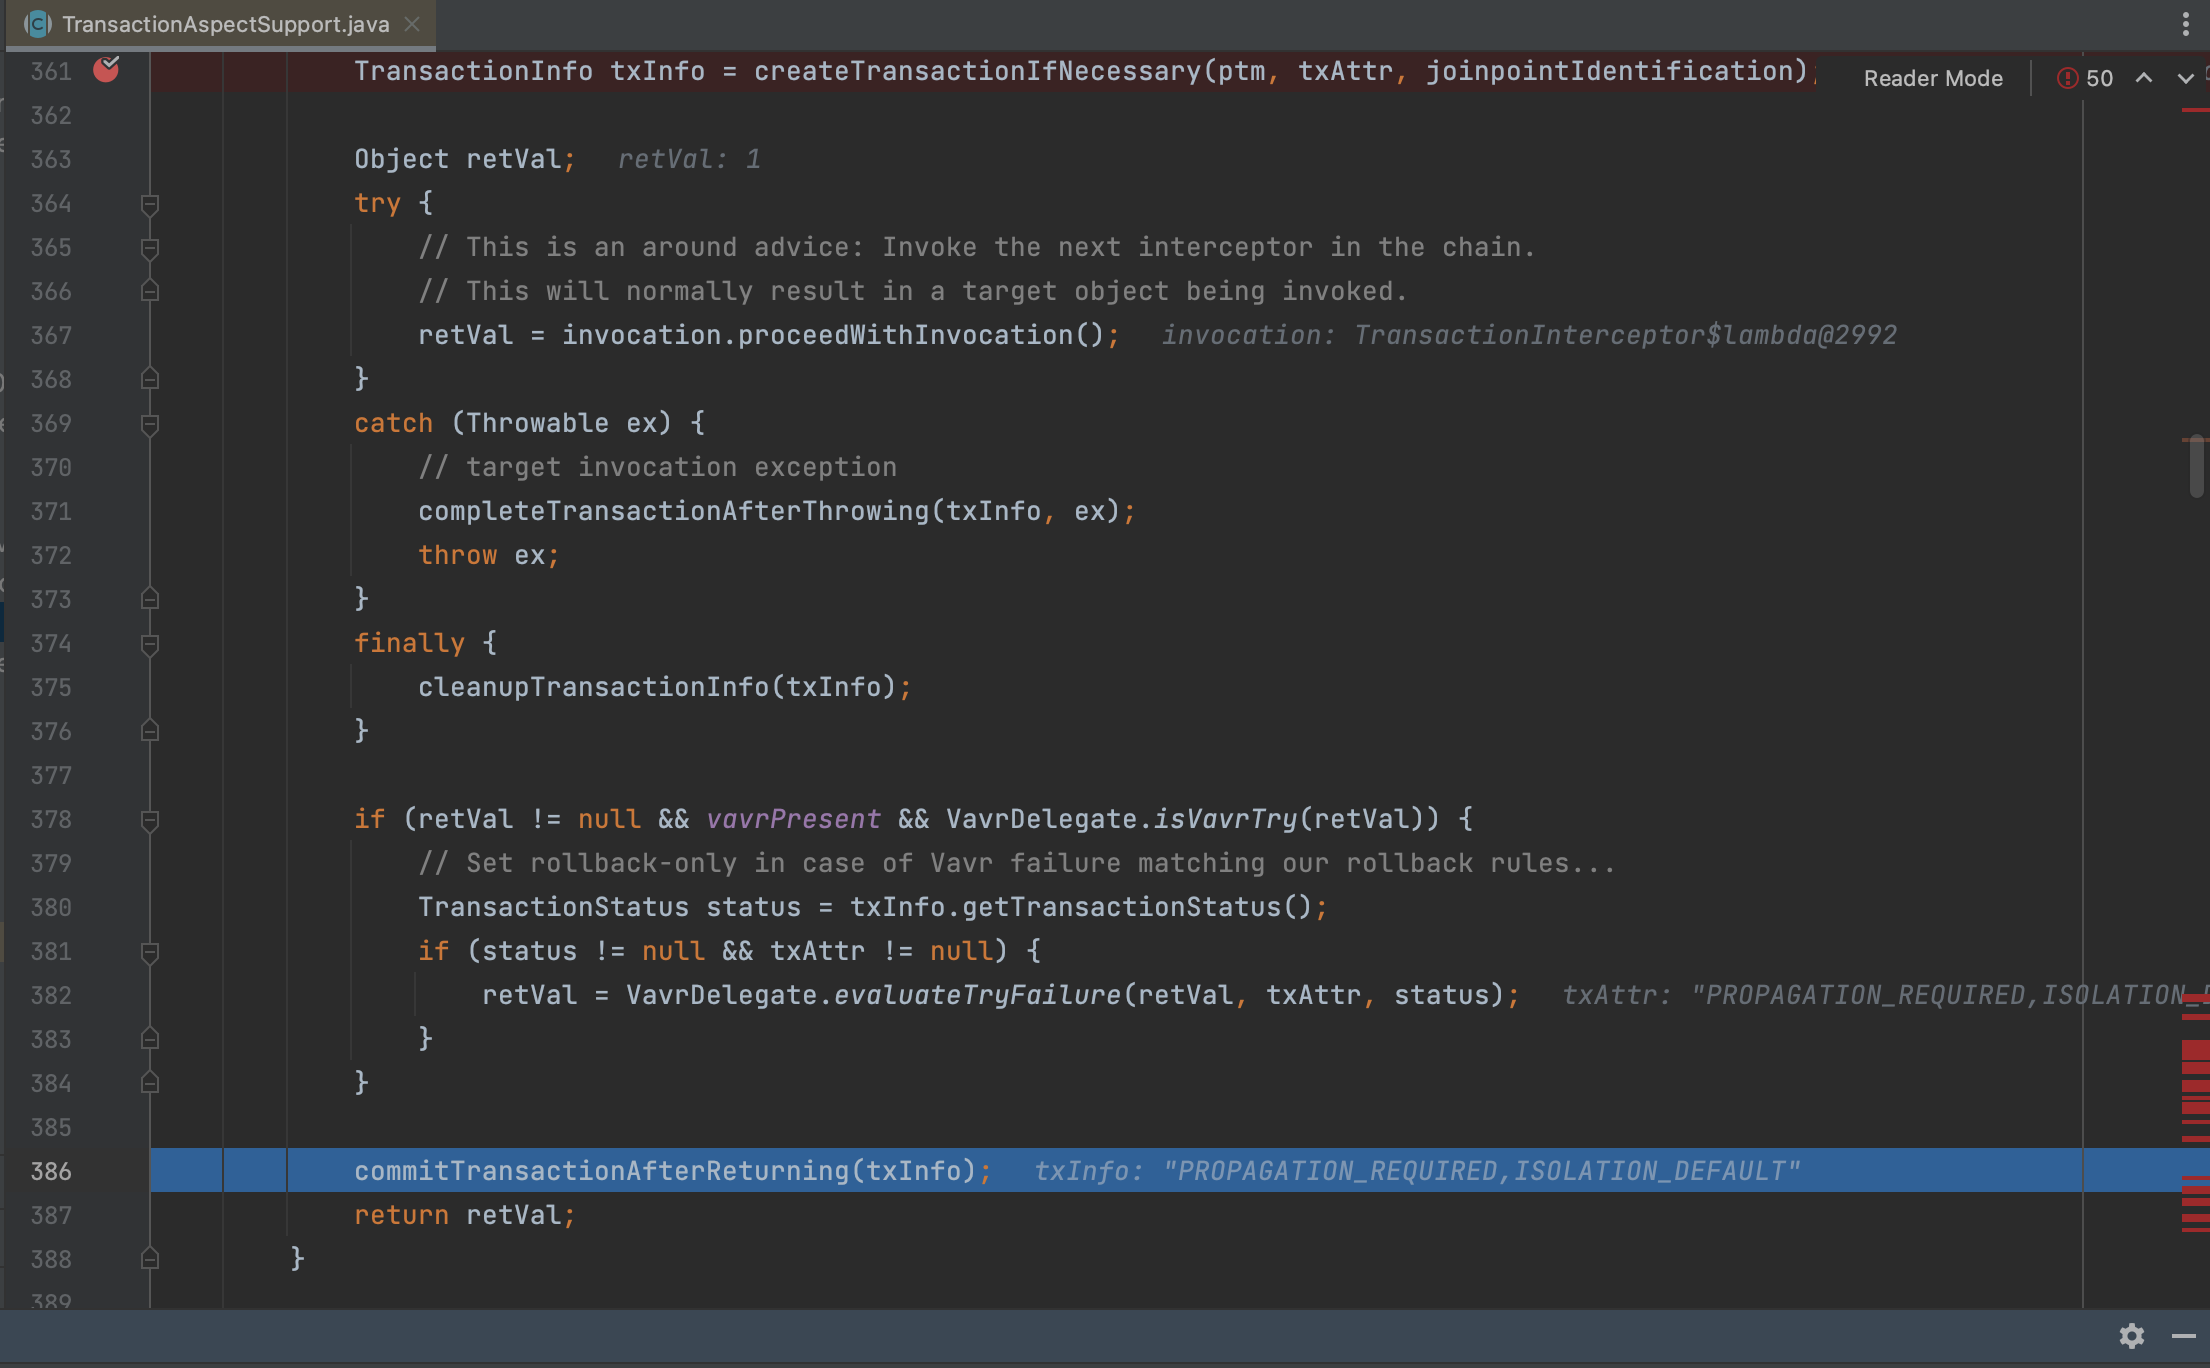 TransactionAspectSupport.java
Reader Mode 50
361 TransactionInfo txInfo = createTransactionIfNecessary(ptm, txAttr, joinpointIdentification);
362
363 Object retVal; retVal: 1
364 try {
365 // This is an around advice: Invoke the next interceptor in the chain.
366 // This will normally result in a target object being invoked.
367 retVal = invocation.proceedWithInvocation(); invocation: TransactionInterceptor$lambda@2992
368 }
369 catch (Throwable ex) {
370 // target invocation exception
371 completeTransactionAfterThrowing(txInfo, ex);
372 throw ex;
373 }
374 finally {
375 cleanupTransactionInfo(txInfo);
376 }
377
378 if (retVal != null && vavrPresent && VavrDelegate.isVavrTry(retVal)) {
379 // Set rollback-only in case of Vavr failure matching our rollback rules...
380 TransactionStatus status = txInfo.getTransactionStatus();
381 if (status != null && txAttr != null) {
382 retVal = VavrDelegate.evaluateTryFailure(retVal, txAttr, status); txAttr: "PROPAGATION_REQUIRED,ISOLATION_
383 }
384 }
385
386 commitTransactionAfterReturning(txInfo); txInfo: "PROPAGATION_REQUIRED,ISOLATION_DEFAULT"
387 return retVal;
388 }
389